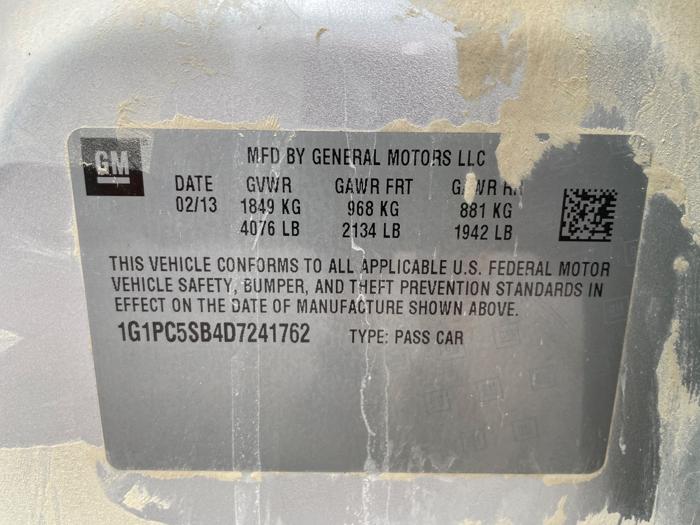 GM
MFD BY GENERAL MOTORS LLC
DATE GVWR GAWR FRT
02/13 1849 KG 968 KG 881 KG
4076 LB 2134 LB 1942 LB
THIS VEHICLE CONFORMS TO ALL APPLICABLE U.S. FEDERAL MOTOR
VEHICLE SAFETY, BUMPER, AND THEFT PREVENTION STANDARDS IN
EFFECT ON THE DATE OF MANUFACTURE SHOWN ABOVE.
1G1PC5SB4D7241762 TYPE: PASS CAR